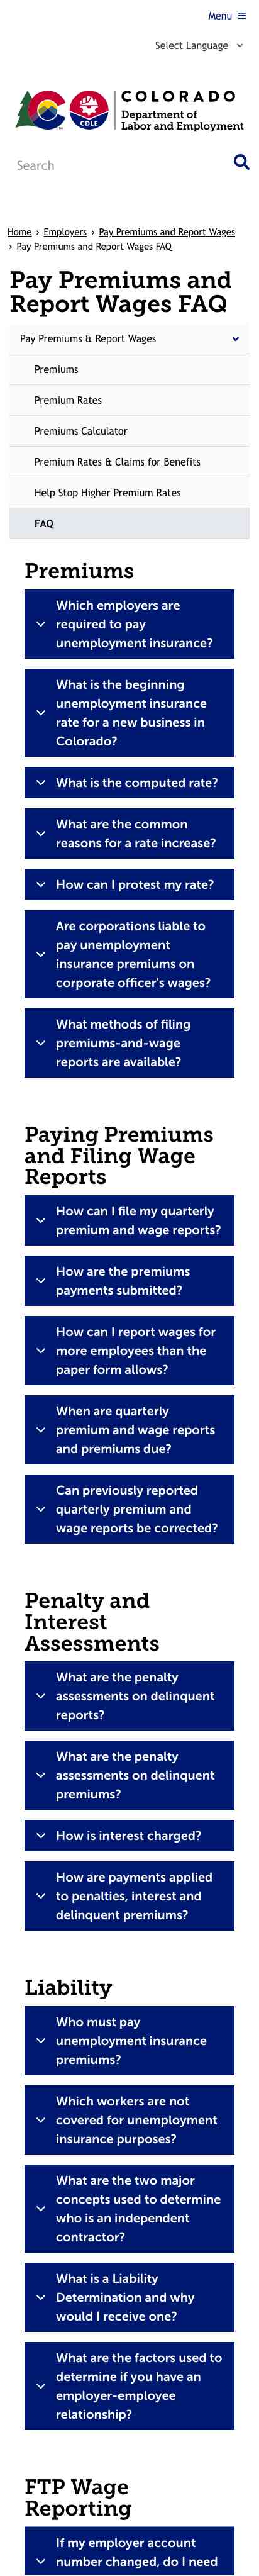 Menu
Select Language
COLORADO
Department of
Labor and Employment
CDLE
Search
Home › Employers › Pay Premiums and Report Wages
› Pay Premiums and Report Wages FAQ
Pay Premiums and
Report Wages FAQ
Pay Premiums & Report Wages
Premiums
Premium Rates
Premiums Calculator
Premium Rates & Claims for Benefits
Help Stop Higher Premium Rates
FAQ
Premiums
Which employers are
required to pay
unemployment insurance?
What is the beginning
unemployment insurance
rate for a new business in
Colorado?
What is the computed rate?
What are the common
reasons for a rate increase?
How can I protest my rate?
Are corporations liable to
pay unemployment
insurance premiums on
corporate officer's wages?
What methods of filing
premiums-and-wage
reports are available?
Paying Premiums
and Filing Wage
Reports
How can I file my quarterly
premium and wage reports?
How are the premiums
payments submitted?
How can I report wages for
more employees than the
paper form allows?
When are quarterly
premium and wage reports
and premiums due?
Can previously reported
quarterly premium and
wage reports be corrected?
Penalty and
Interest
Assessments
What are the penalty
assessments on delinquent
reports?
What are the penalty
assessments on delinquent
premiums?
How is interest charged?
How are payments applied
to penalties, interest and
delinquent premiums?
Liability
Who must pay
unemployment insurance
premiums?
Which workers are not
covered for unemployment
insurance purposes?
What are the two major
concepts used to determine
who is an independent
contractor?
What is a Liability
Determination and why
would I receive one?
What are the factors used to
determine if you have an
employer-employee
relationship?
FTP Wage
Reporting
If my employer account
number changed, do I need